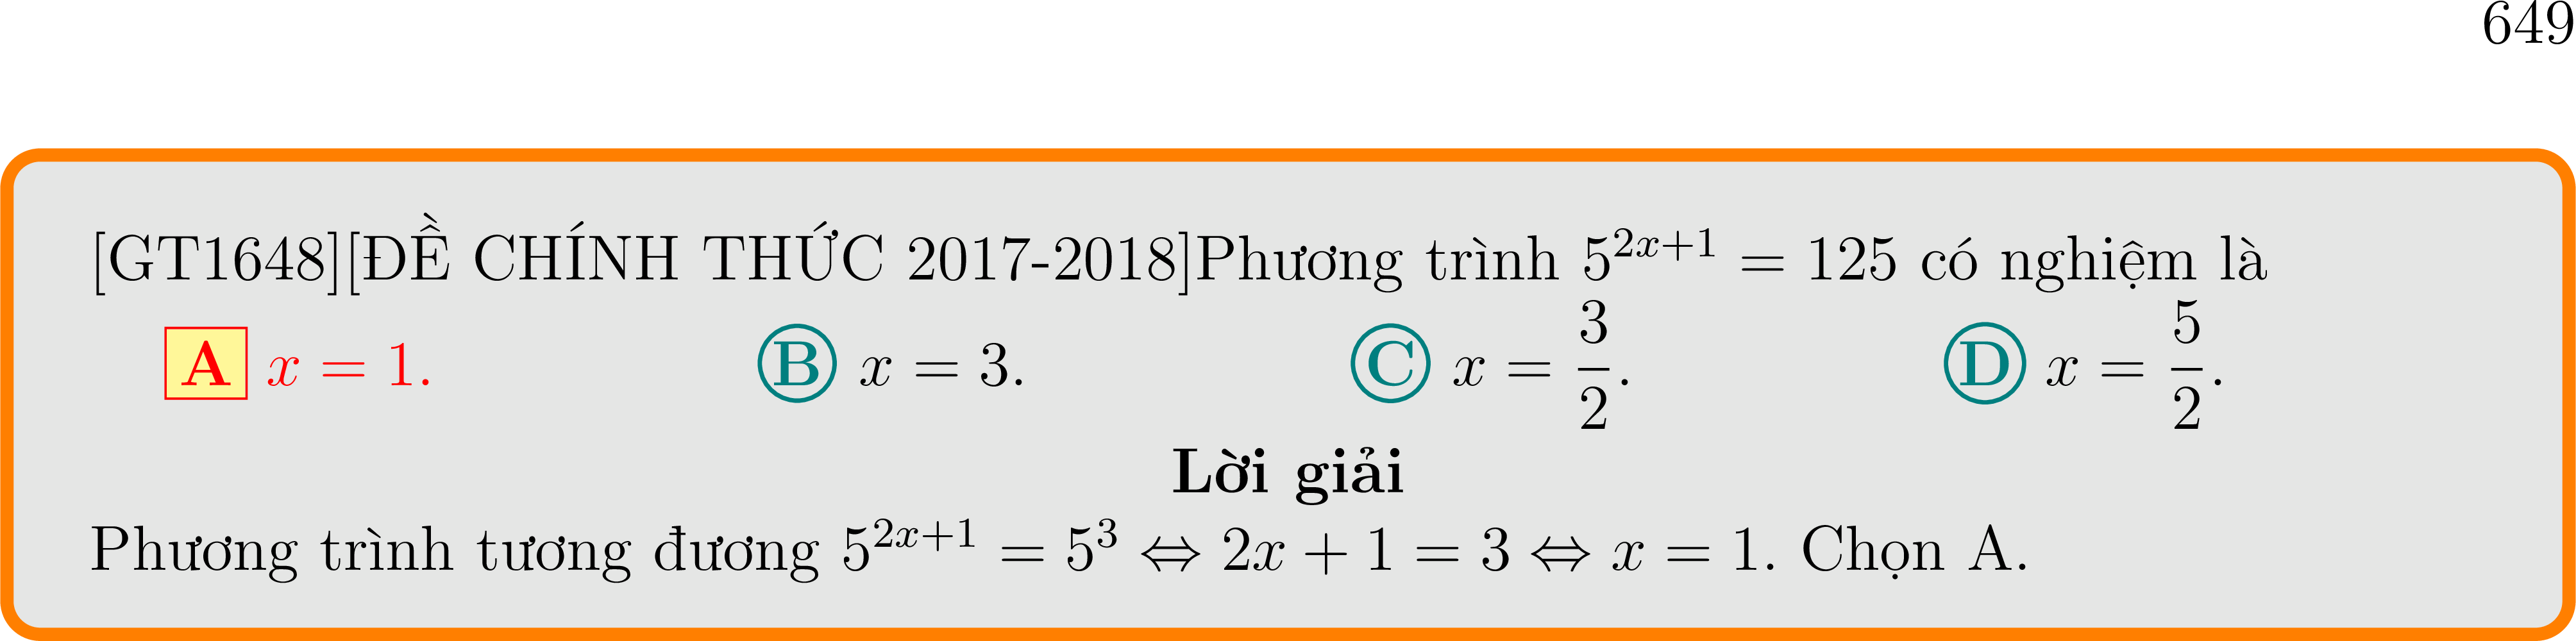 649
[GT1648][ĐỀ CHÍNH THỨC 2017-2018]Phương trình $5^{2x+1} = 125$ có nghiệm là
A $x = 1$. B $x = 3$. C $x = \dfrac{3}{2}$. D $x = \dfrac{5}{2}$.
Lời giải
Phương trình tương đương $5^{2x+1} = 5^3 \Leftrightarrow 2x + 1 = 3 \Leftrightarrow x = 1$. Chọn A.